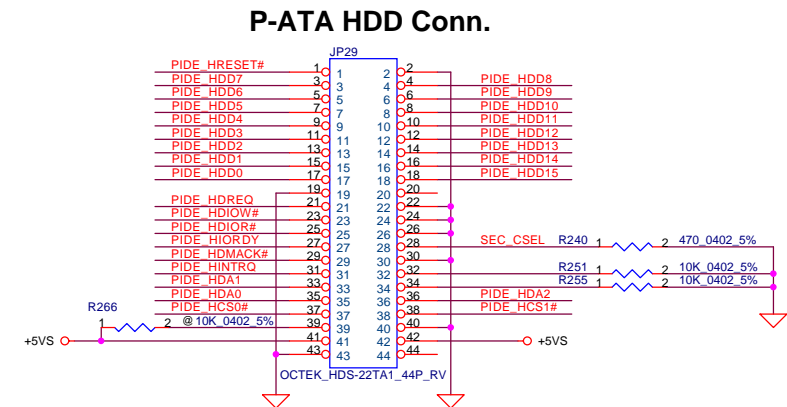 P-ATA HDD Conn.
JP29
PIDE_HRESET# 1 1 2 2
PIDE_HDD7 3 3 4 4 PIDE_HDD8
PIDE_HDD6 5 5 6 6 PIDE_HDD9
PIDE_HDD5 7 7 8 8 PIDE_HDD10
PIDE_HDD4 9 9 10 10 PIDE_HDD11
PIDE_HDD3 11 11 12 12 PIDE_HDD12
PIDE_HDD2 13 13 14 14 PIDE_HDD13
PIDE_HDD1 15 15 16 16 PIDE_HDD14
PIDE_HDD0 17 17 18 18 PIDE_HDD15
19 19 20 20
PIDE_HDREQ 21 21 22 22
PIDE_HDIOW# 23 23 24 24
PIDE_HDIOR# 25 25 26 26
PIDE_HIORDY 27 27 28 28 SEC_CSEL R240 1 2 470_0402_5%
PIDE_HDMACK# 29 29 30 30
PIDE_HINTRQ 31 31 32 32 R251 1 2 10K_0402_5%
PIDE_HDA1 33 33 34 34 R255 1 2 10K_0402_5%
PIDE_HDA0 35 35 36 36 PIDE_HDA2
PIDE_HCS0# 37 37 38 38 PIDE_HCS1#
R266 1 2 @10K_0402_5% 39 39 40 40
+5VS 41 41 42 42 +5VS
43 43 44 44
OCTEK_HDS-22TA1_44P_RV